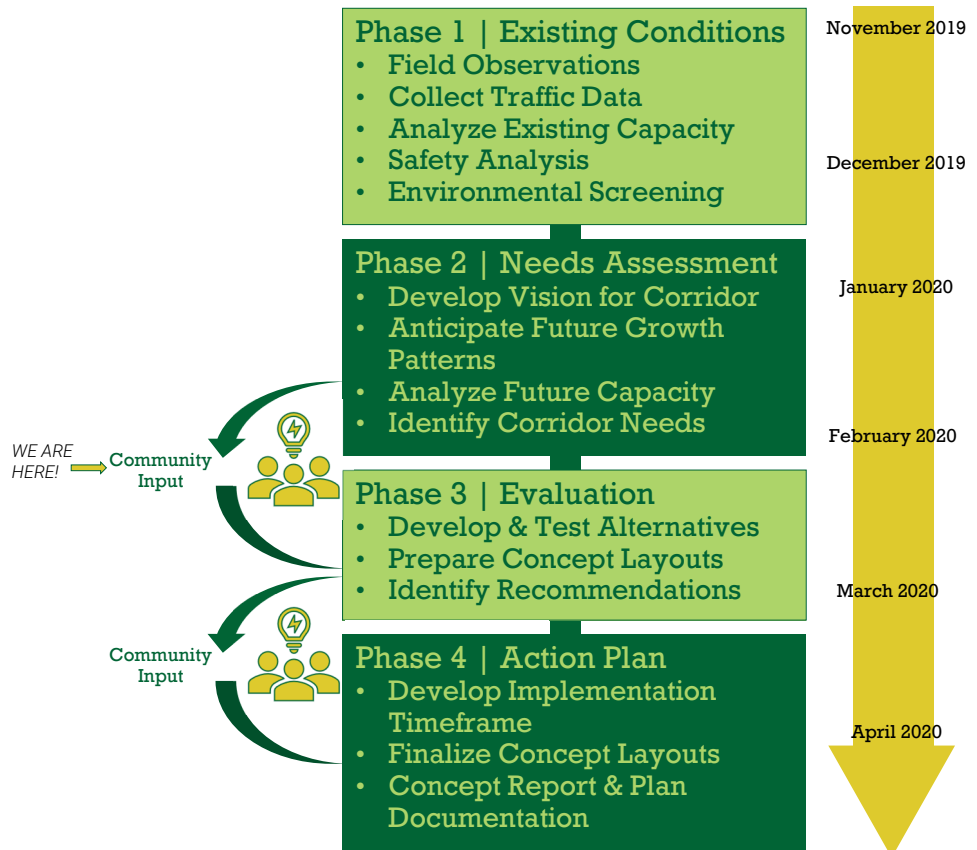 Phase 1 | Existing Conditions
• Field Observations
• Collect Traffic Data
• Analyze Existing Capacity
• Safety Analysis
• Environmental Screening
Phase 2 | Needs Assessment
• Develop Vision for Corridor
• Anticipate Future Growth
Patterns
• Analyze Future Capacity
• Identify Corridor Needs
WE ARE
HERE!
Community
Input
Phase 3 | Evaluation
• Develop & Test Alternatives
• Prepare Concept Layouts
• Identify Recommendations
Community
Input
Phase 4 | Action Plan
• Develop Implementation
Timeframe
• Finalize Concept Layouts
• Concept Report & Plan
Documentation
November 2019
December 2019
January 2020
February 2020
March 2020
April 2020